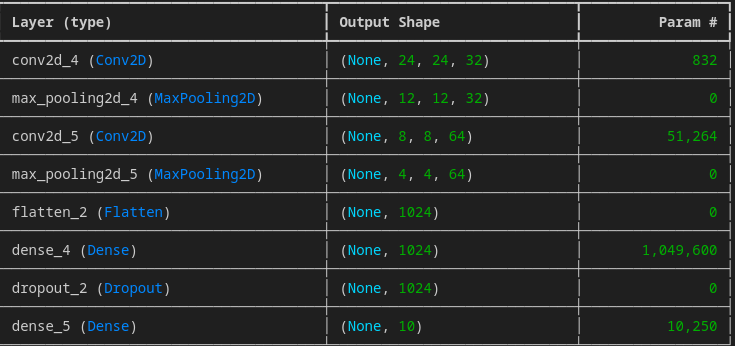 Layer (type) Output Shape Param #
conv2d_4 (Conv2D) (None, 24, 24, 32) 832
max_pooling2d_4 (MaxPooling2D) (None, 12, 12, 32) 0
conv2d_5 (Conv2D) (None, 8, 8, 64) 51,264
max_pooling2d_5 (MaxPooling2D) (None, 4, 4, 64) 0
flatten_2 (Flatten) (None, 1024) 0
dense_4 (Dense) (None, 1024) 1,049,600
dropout_2 (Dropout) (None, 1024) 0
dense_5 (Dense) (None, 10) 10,250